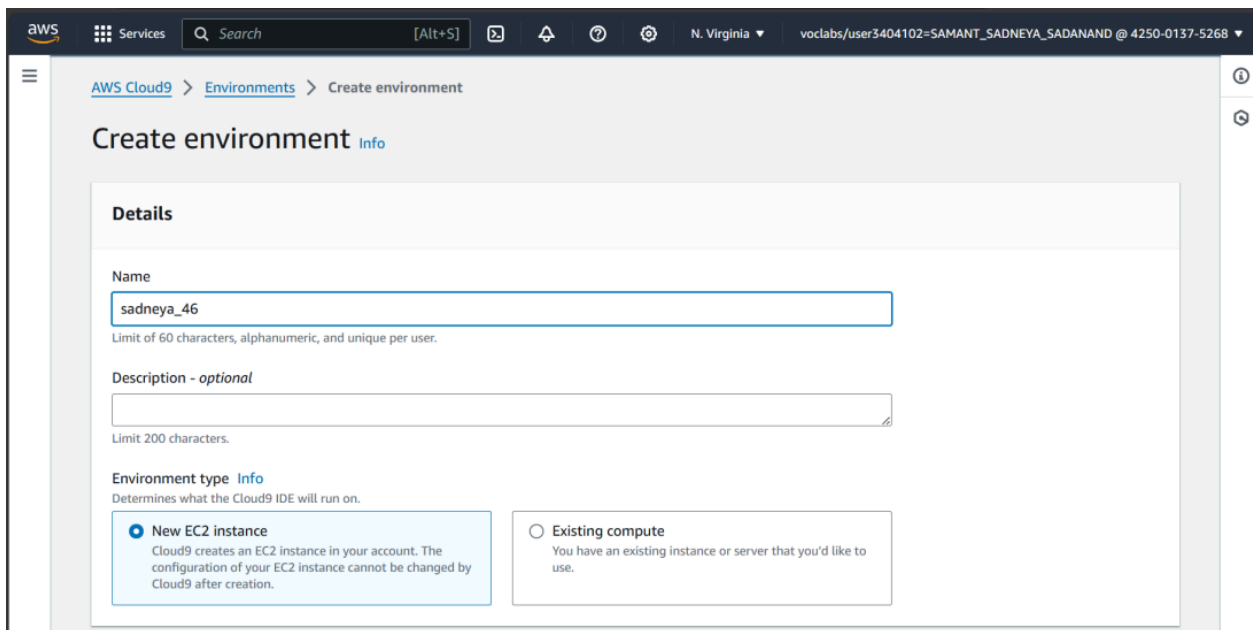 aws Services Search [Alt+S] N. Virginia voclabs/user3404102=SAMANT_SADNEYA_SADANAND @ 4250-0137-5268
AWS Cloud9 > Environments > Create environment
Create environment Info
Details
Name
sadneya_46
Limit of 60 characters, alphanumeric, and unique per user.
Description - optional
Limit 200 characters.
Environment type Info
Determines what the Cloud9 IDE will run on.
New EC2 instance
Cloud9 creates an EC2 instance in your account. The
configuration of your EC2 instance cannot be changed by
Cloud9 after creation.
Existing compute
You have an existing instance or server that you'd like to
use.